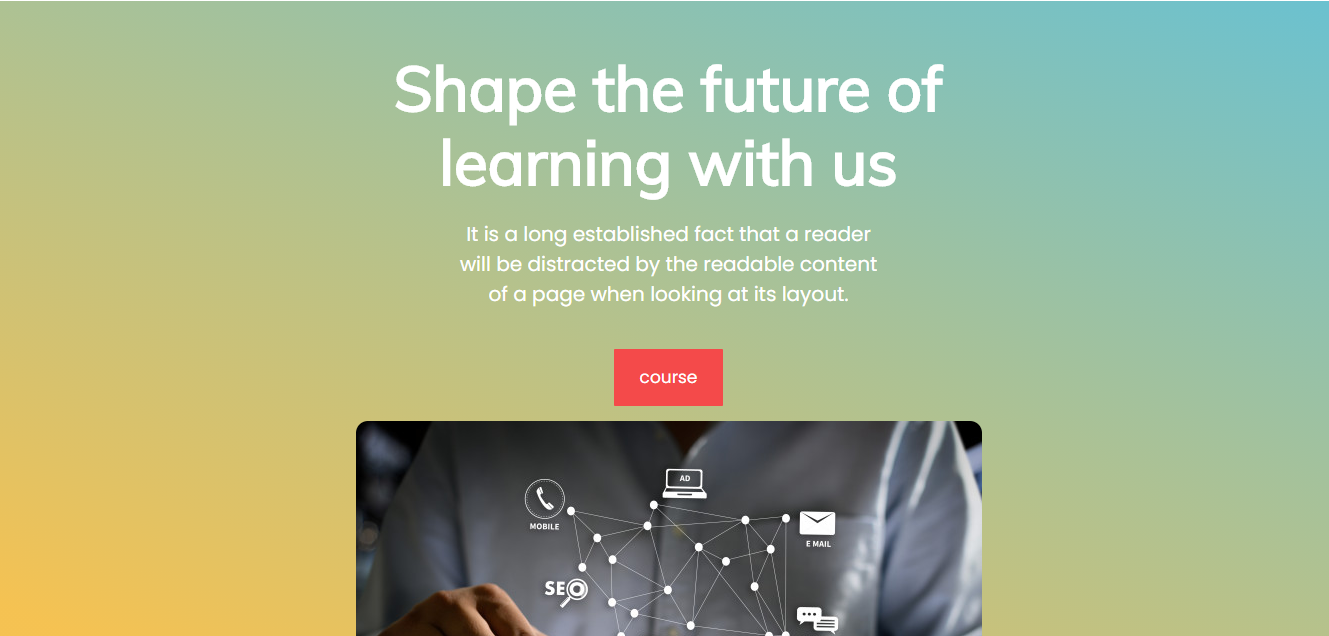 Shape the future of
learning with us
It is a long established fact that a reader
will be distracted by the readable content
of a page when looking at its layout.
course
AD
MOBILE
E MAIL
SEO